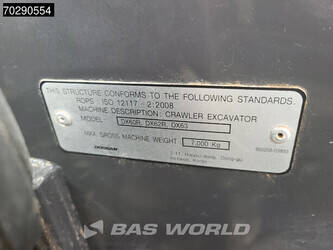 70290554
THIS STRUCTURE CONFORMS TO THE FOLLOWING STANDARDS.
ROPS : ISO 12117 - 2:2008
MACHINE DESCRIPTION : CRAWLER EXCAVATOR
MODEL DX60R, DX62R, DX63
MAX. GROSS MACHINE WEIGHT 7,000 Kg
DOOSAN
BAS WORLD